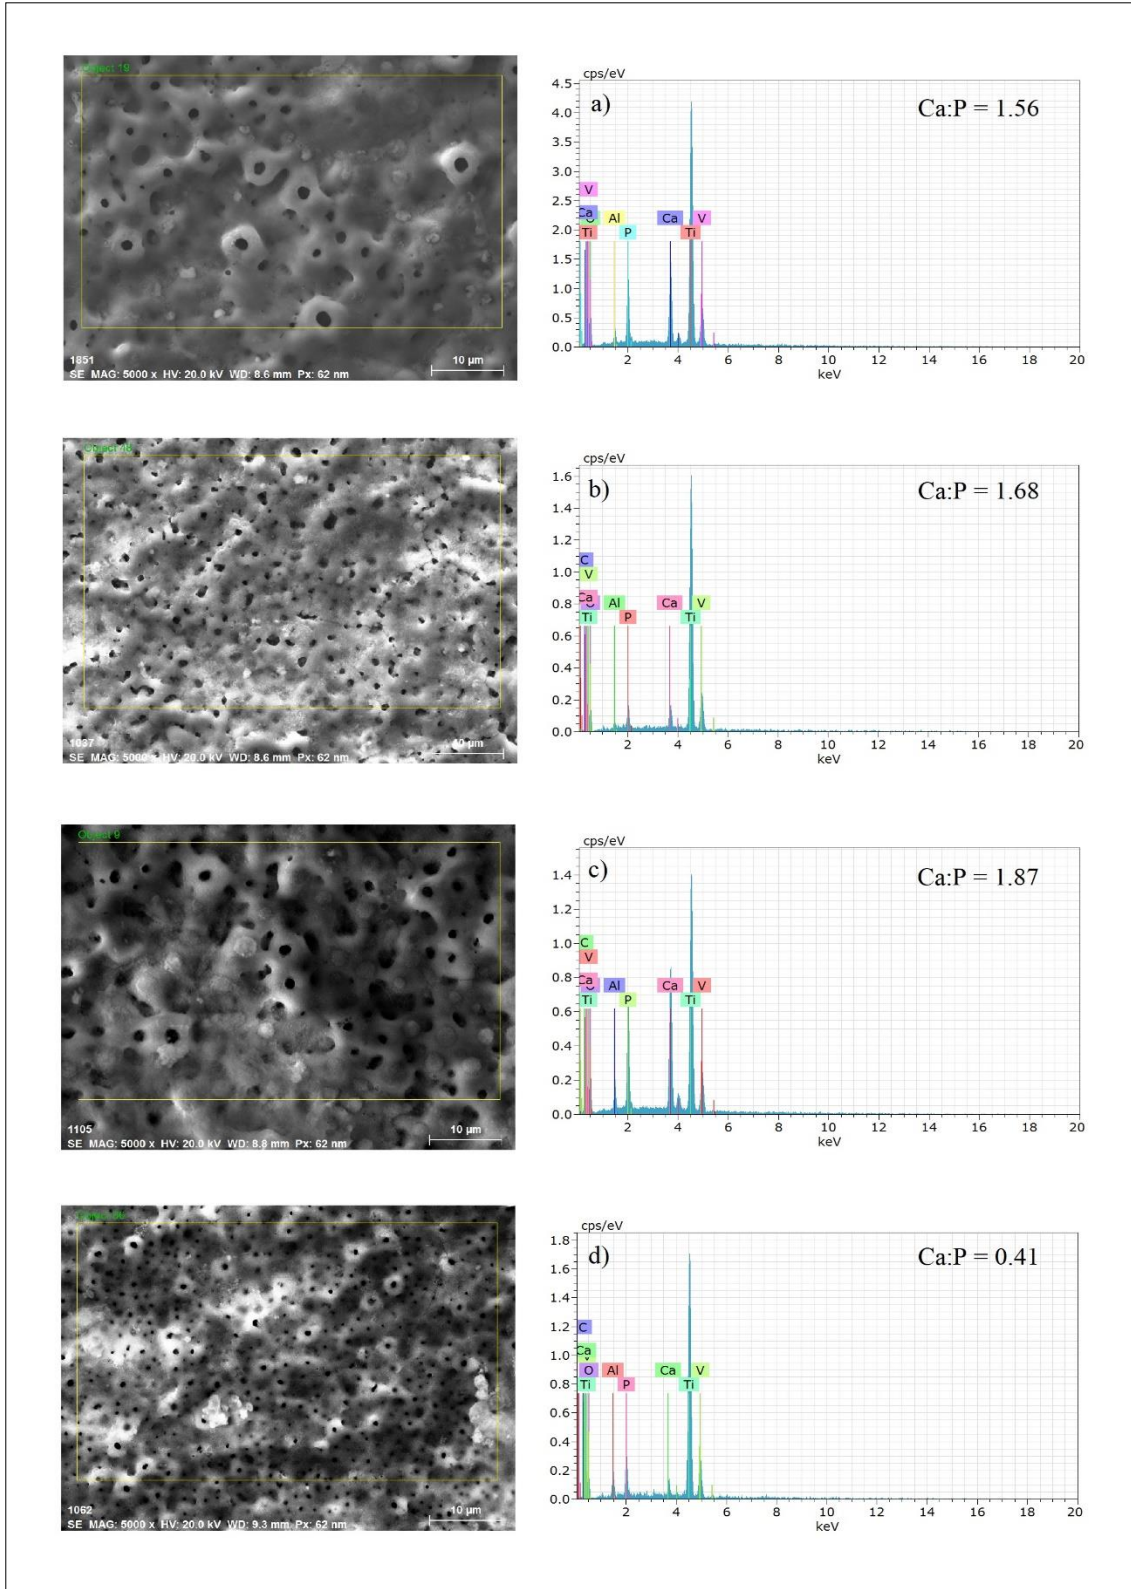 Object 19
1851
10 µm
SE MAG: 5000 x HV: 20.0 kV WD: 8.6 mm Px: 62 nm
cps/eV
a)
Ca:P = 1.56
4.5
4.0
3.5
3.0
2.5
2.0
1.5
1.0
0.5
0.0
V
Ca
Ti
Al
P
Ca
Ti
V
2 4 6 8 10 12 14 16 18 20
keV
Object 48
1037
10 µm
SE MAG: 5000 x HV: 20.0 kV WD: 8.6 mm Px: 62 nm
cps/eV
b)
Ca:P = 1.68
1.6
1.4
1.2
1.0
0.8
0.6
0.4
0.2
0.0
C
V
Ca
Ti
Al
P
Ca
Ti
V
2 4 6 8 10 12 14 16 18 20
keV
Object 9
1105
10 µm
SE MAG: 5000 x HV: 20.0 kV WD: 8.8 mm Px: 62 nm
cps/eV
c)
Ca:P = 1.87
1.4
1.2
1.0
0.8
0.6
0.4
0.2
0.0
C
V
Ca
Ti
Al
P
Ca
Ti
V
2 4 6 8 10 12 14 16 18 20
keV
1062
10 µm
SE MAG: 5000 x HV: 20.0 kV WD: 9.3 mm Px: 62 nm
cps/eV
d)
Ca:P = 0.41
1.8
1.6
1.4
1.2
1.0
0.8
0.6
0.4
0.2
0.0
C
Ca
O
Ti
Al
P
Ca
Ti
V
2 4 6 8 10 12 14 16 18 20
keV